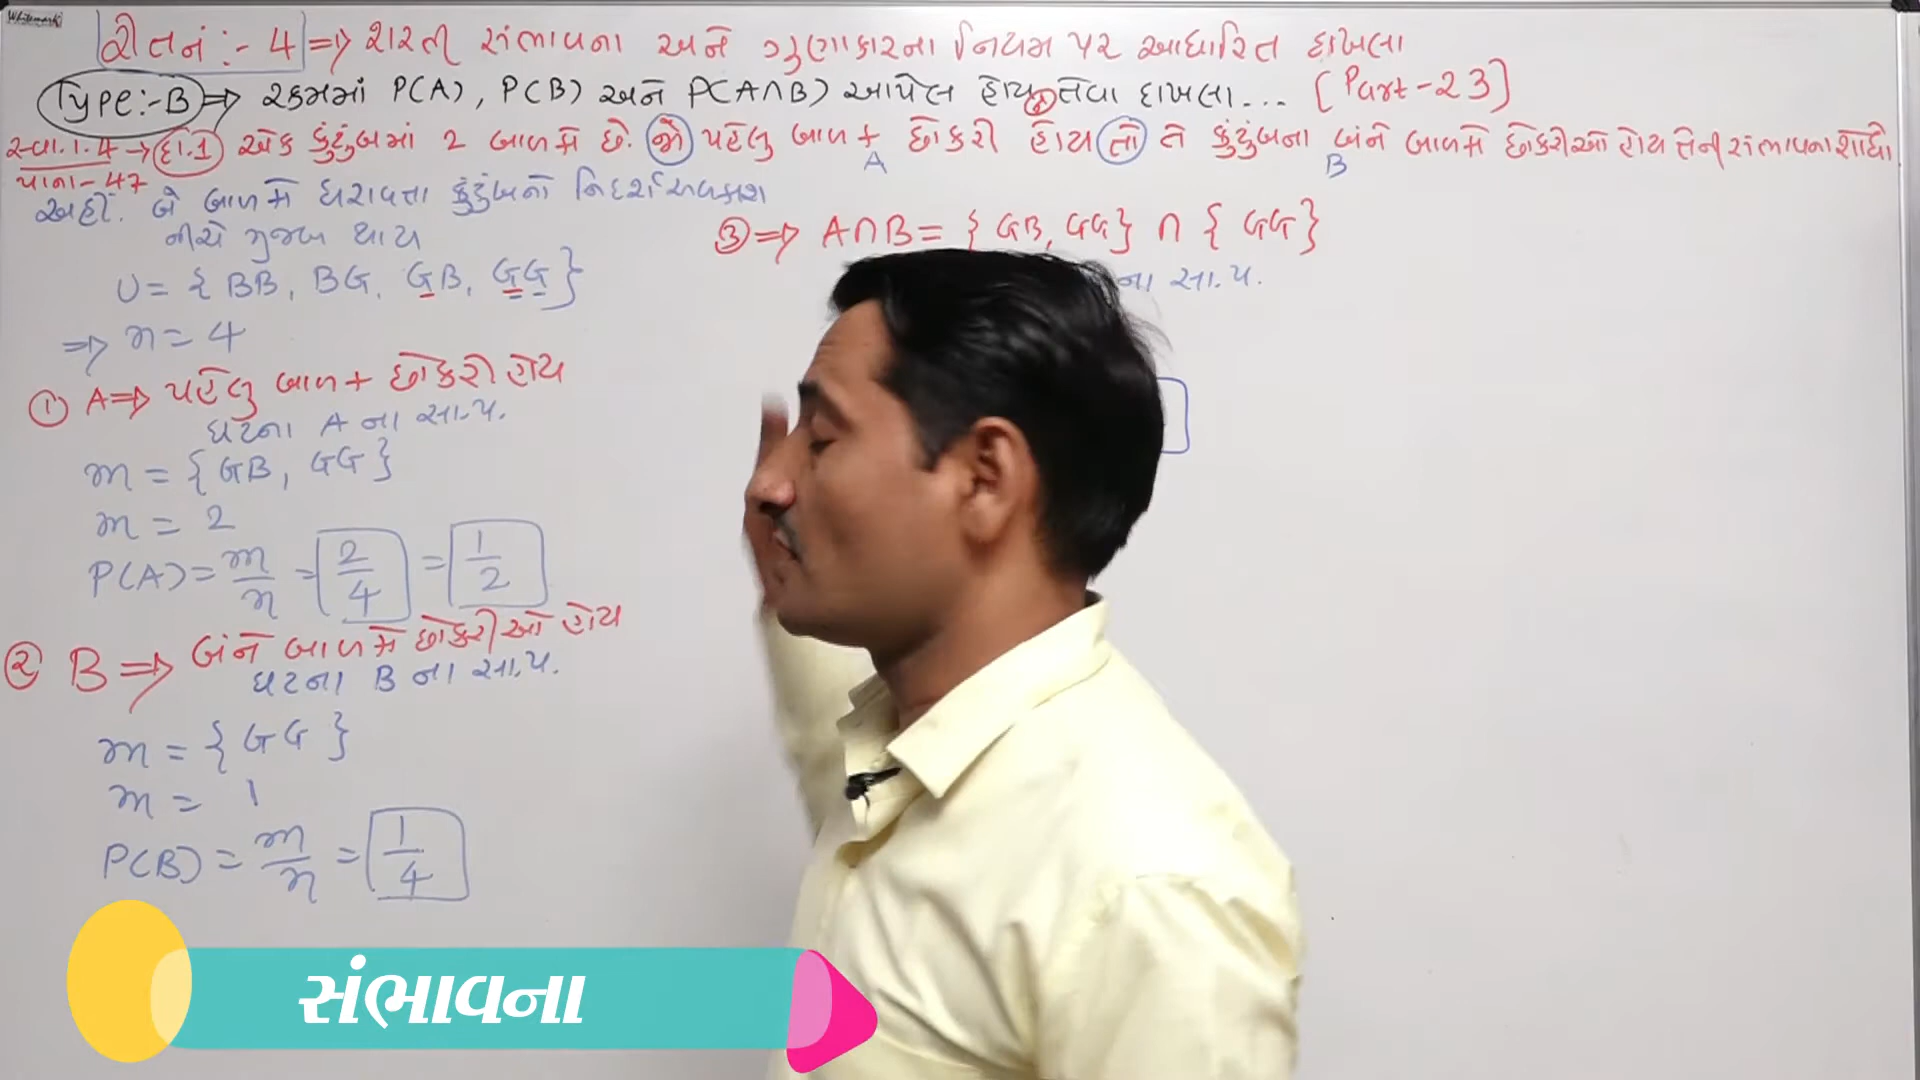 Whitemark
રીતનં:- 4 ⇒ શરતી સંભાવના અને ગુણાકારના નિયમ પર આધારિત દાખલા
Type:-B ⇒ રકમમાં P(A), P(B) અને P(A∩B) આપેલ હોય તેવા દાખલા... [Part-23]
સ્વા.1.4 → દા.1 એક કુંટુંબમાં 2 બાળકો છે. જો પહેલુ બાળક છોકરી હોય તો તે કુંટુંબના બંને બાળકો છોકરીઓ હોય તેની સંભાવના શોધો
A B
પાના- 47
અહીં. બે બાળકો ધરાવતા કુંટુંબનો નિદર્શઅવકાશ
નીચે મુજબ થાય
U = { BB, BG, GB, GG }
⇒ n = 4
① A ⇒ પહેલુ બાળક છોકરી હોય
ઘટના A ના સા.પ.
m = { GB, GG }
m = 2
P(A) = m/n = 2/4 = 1/2
② B ⇒ બંને બાળકો છોકરીઓ હોય
ઘટના B ના સા.પ.
m = { GG }
m = 1
P(B) = m/n = 1/4
③ ⇒ A∩B = { GB, GG } ∩ { GG }
ના સા.પ.
સંભાવના